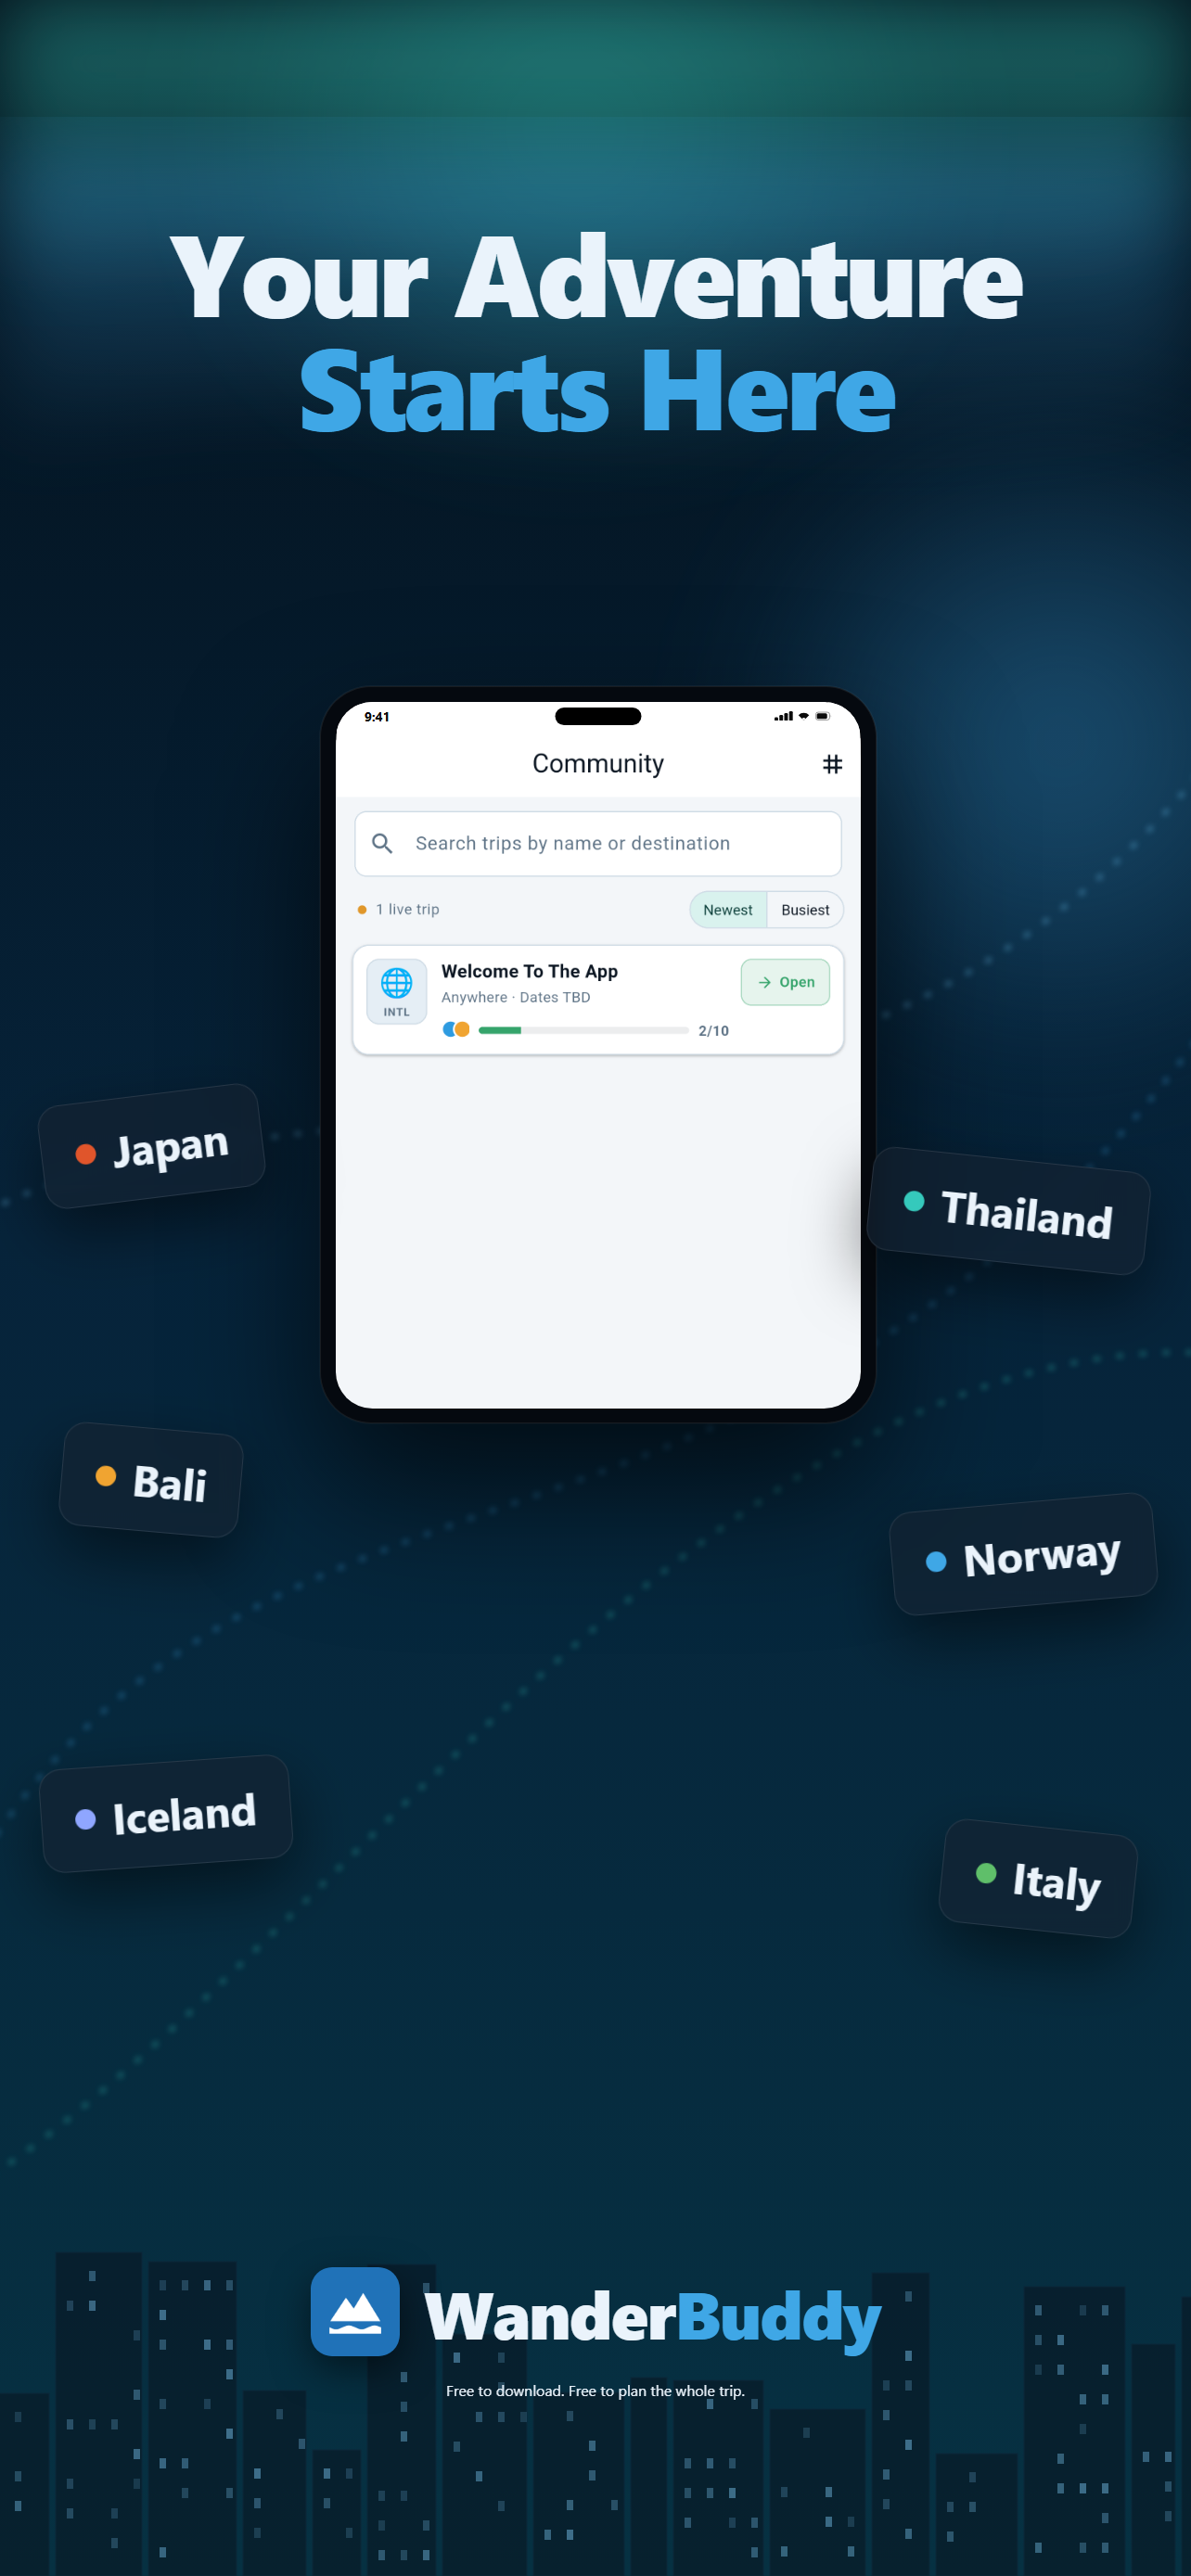 Your Adventure
Starts Here
9:41
Community
Search trips by name or destination
1 live trip
Newest
Busiest
INTL
Welcome To The App
Anywhere · Dates TBD
2/10
Open
Japan
Thailand
Bali
Norway
Iceland
Italy
WanderBuddy
Free to download. Free to plan the whole trip.